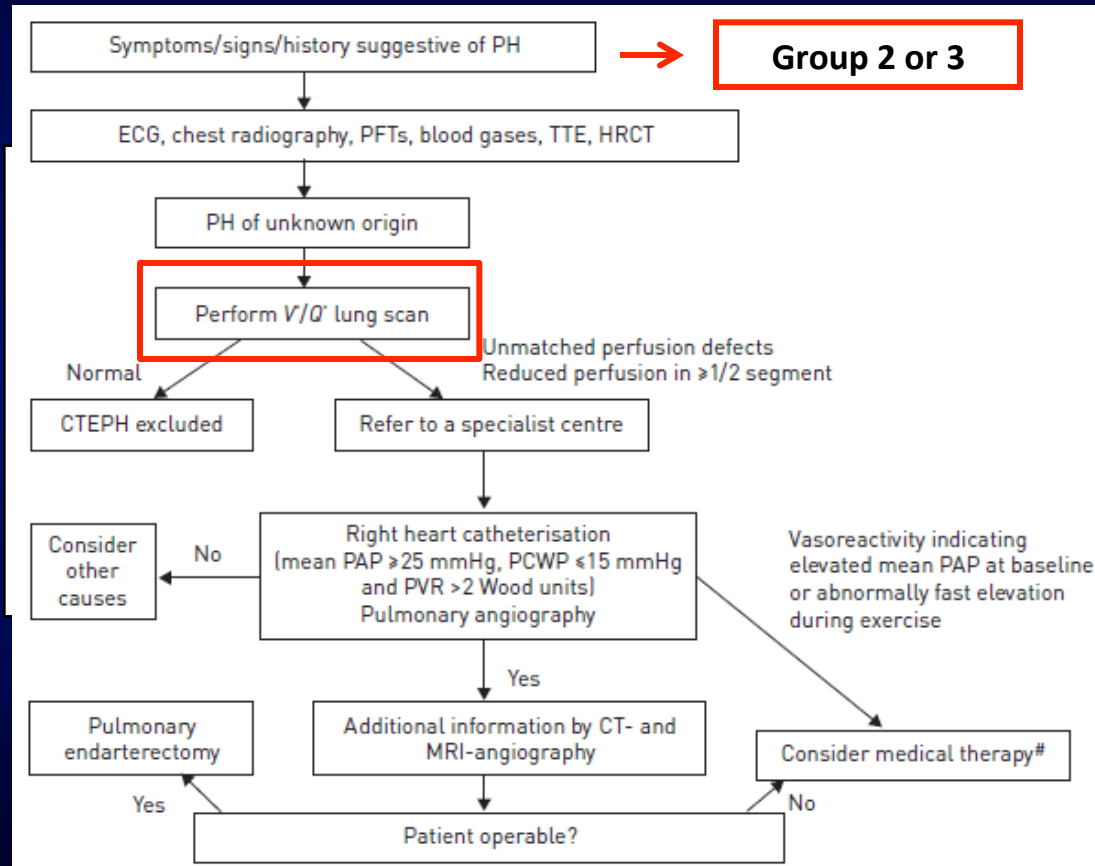 Symptoms/signs/history suggestive of PH
Group 2 or 3
ECG, chest radiography, PFTs, blood gases, TTE, HRCT
PH of unknown origin
Perform V'/Q' lung scan
Unmatched perfusion defects
Reduced perfusion in ≥1/2 segment
Normal
CTEPH excluded
Refer to a specialist centre
Right heart catheterisation
(mean PAP ≥25 mmHg, PCWP ≤15 mmHg
and PVR >2 Wood units)
Pulmonary angiography
Consider
other
causes
No
Vasoreactivity indicating
elevated mean PAP at baseline
or abnormally fast elevation
during exercise
Yes
Pulmonary
endarterectomy
Additional information by CT- and
MRI-angiography
Consider medical therapy#
Yes
No
Patient operable?